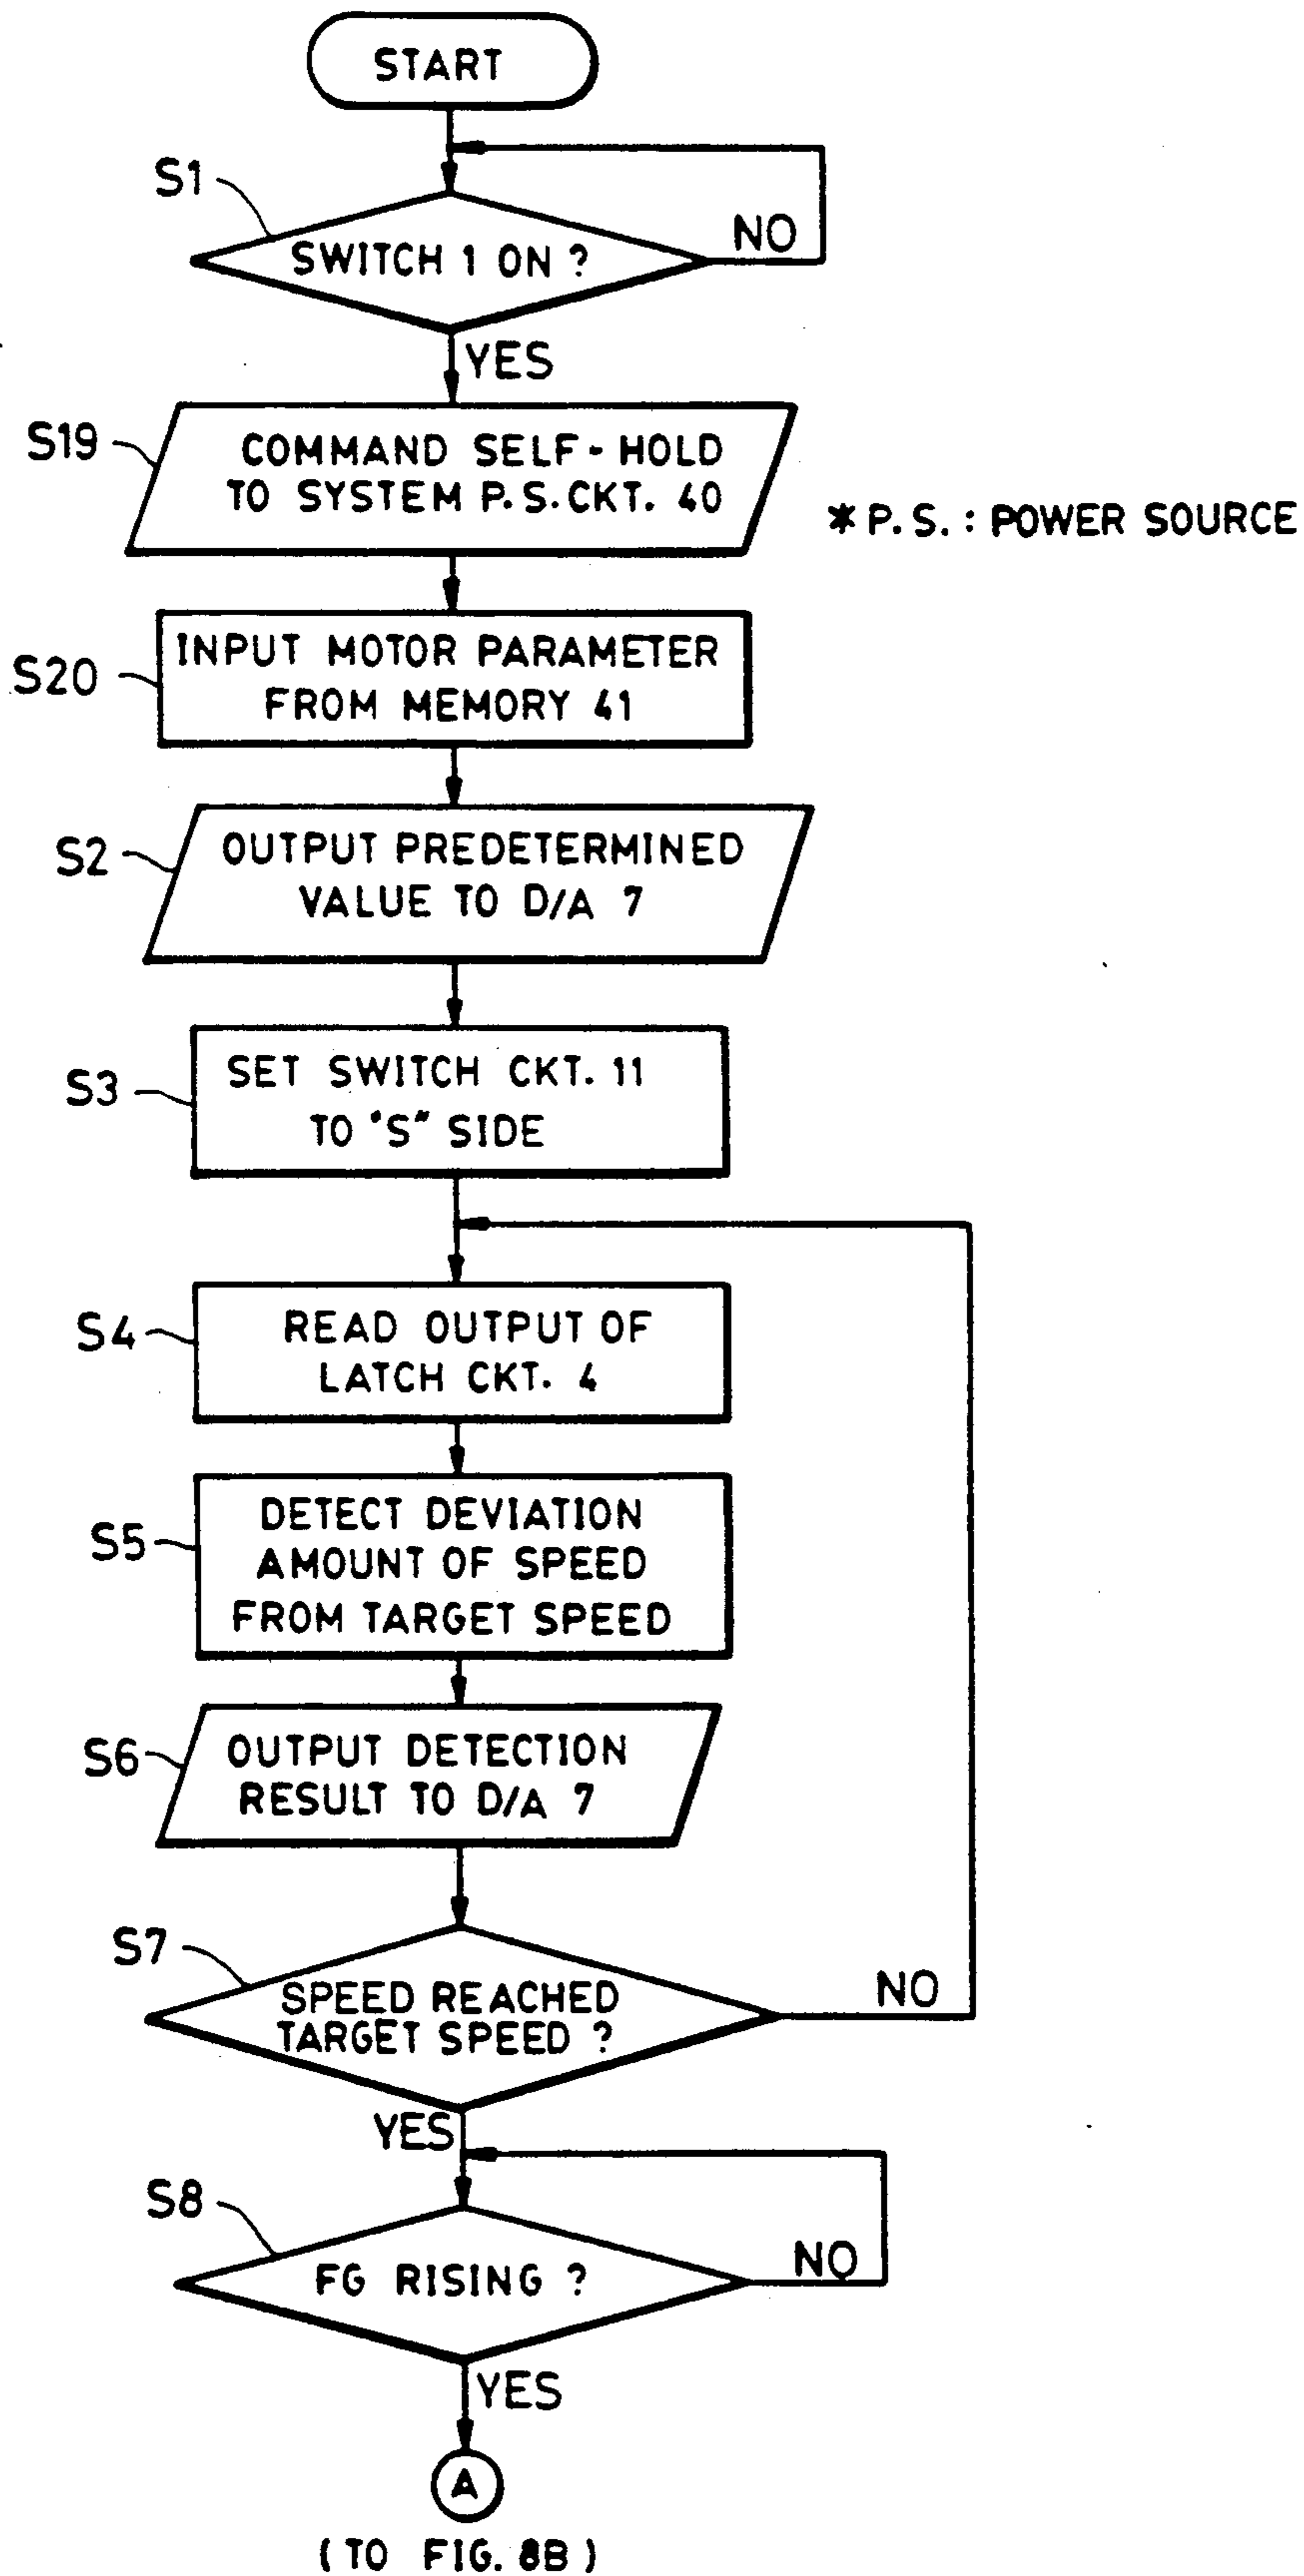 START
S1
SWITCH 1 ON ?
NO
YES
S19
COMMAND SELF-HOLD
TO SYSTEM P.S.CKT. 40
* P.S. : POWER SOURCE
S20
INPUT MOTOR PARAMETER
FROM MEMORY 41
S2
OUTPUT PREDETERMINED
VALUE TO D/A 7
S3
SET SWITCH CKT. 11
TO "S" SIDE
S4
READ OUTPUT OF
LATCH CKT. 4
S5
DETECT DEVIATION
AMOUNT OF SPEED
FROM TARGET SPEED
S6
OUTPUT DETECTION
RESULT TO D/A 7
S7
SPEED REACHED
TARGET SPEED ?
NO
YES
S8
FG RISING ?
NO
YES
A
( TO FIG. 8B )